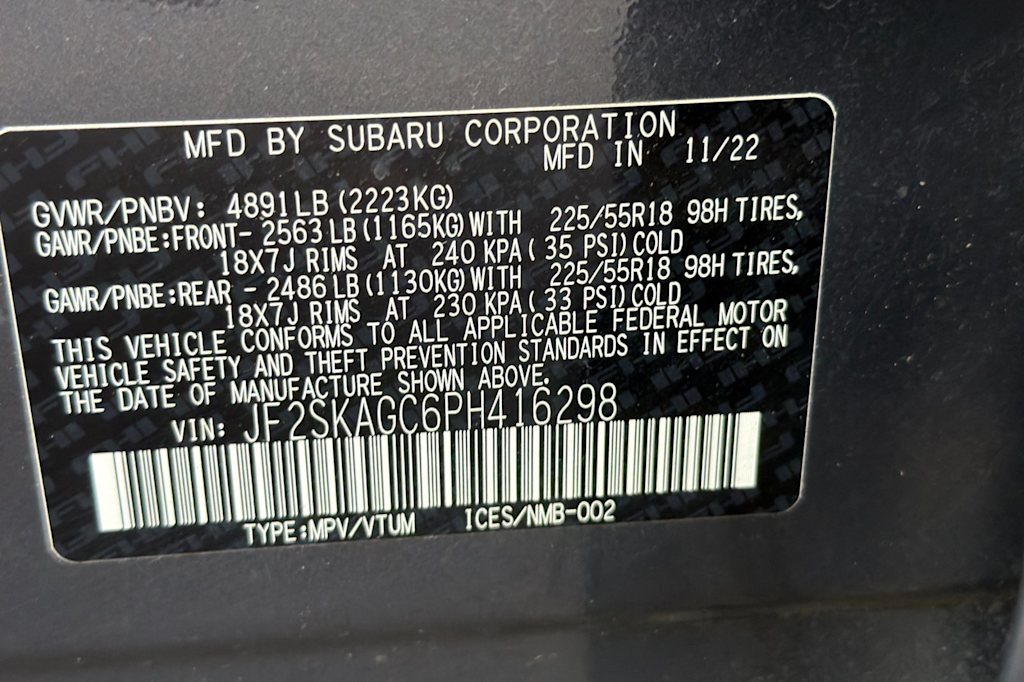 MFD BY SUBARU CORPORATION
MFD IN 11/22
GVWR/PNBV: 4891LB (2223KG)
GAWR/PNBE:FRONT- 2563 LB (1165KG) WITH 225/55R18 98H TIRES,
18X7J RIMS AT 240 KPA ( 35 PSI) COLD
GAWR/PNBE:REAR - 2486 LB (1130KG) WITH 225/55R18 98H TIRES,
18X7J RIMS AT 230 KPA ( 33 PSI) COLD
THIS VEHICLE CONFORMS TO ALL APPLICABLE FEDERAL MOTOR
VEHICLE SAFETY AND THEFT PREVENTION STANDARDS IN EFFECT ON
THE DATE OF MANUFACTURE SHOWN ABOVE.
VIN: JF2SKAGC6PH416298
TYPE:MPV/VTUM ICES/NMB-002